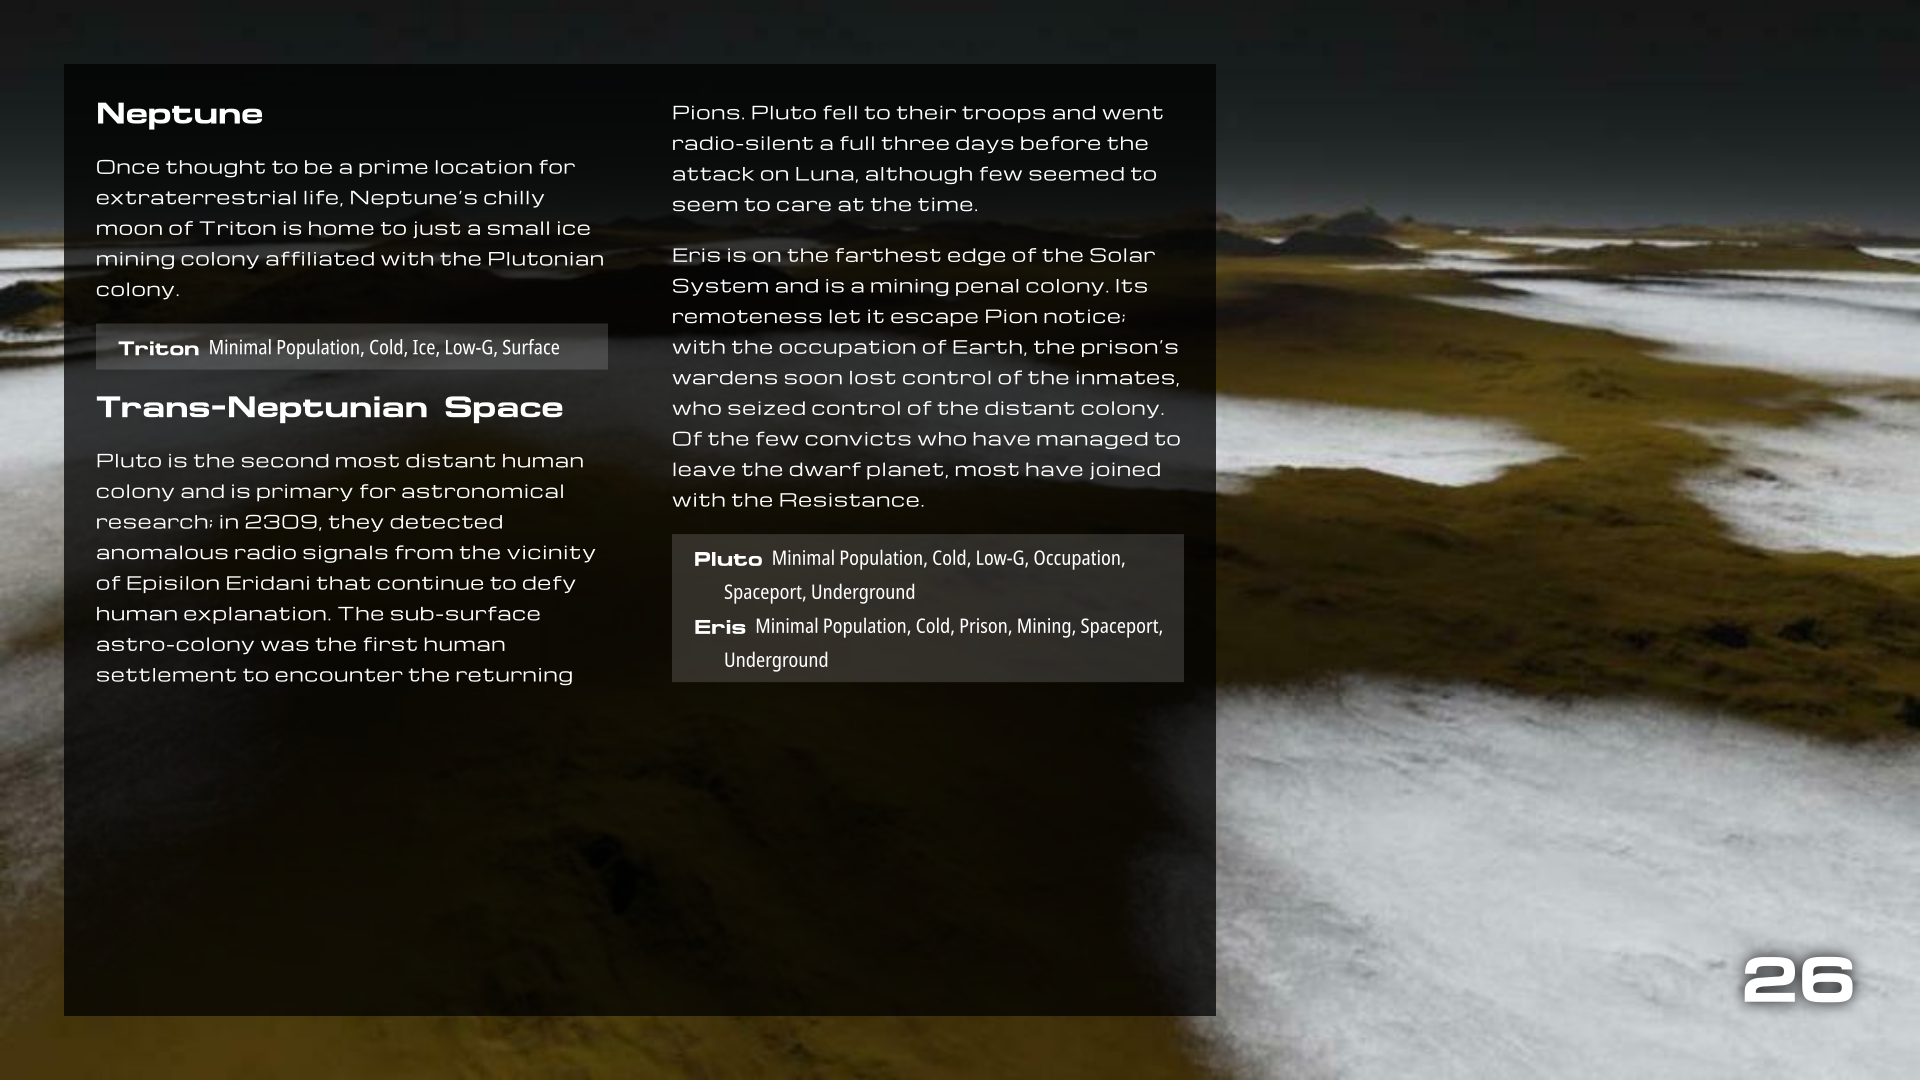 Neptune
Once thought to be a prime location for
extraterrestrial life, Neptune's chilly
moon of Triton is home to just a small ice
mining colony affiliated with the Plutonian
colony.
Triton Minimal Population, Cold, Ice, Low-G, Surface
Trans-Neptunian Space
Pluto is the second most distant human
colony and is primary for astronomical
research; in 2309, they detected
anomalous radio signals from the vicinity
of Episilon Eridani that continue to defy
human explanation. The sub-surface
astro-colony was the first human
settlement to encounter the returning
Pions. Pluto fell to their troops and went
radio-silent a full three days before the
attack on Luna, although few seemed to
seem to care at the time.
Eris is on the farthest edge of the Solar
System and is a mining penal colony. Its
remoteness let it escape Pion notice;
with the occupation of Earth, the prison's
wardens soon lost control of the inmates,
who seized control of the distant colony.
Of the few convicts who have managed to
leave the dwarf planet, most have joined
with the Resistance.
Pluto Minimal Population, Cold, Low-G, Occupation,
Spaceport, Underground
Eris Minimal Population, Cold, Prison, Mining, Spaceport,
Underground
26